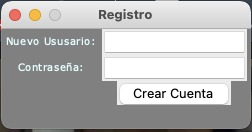 Registro
Nuevo Ususario:
Contraseña:
Crear Cuenta